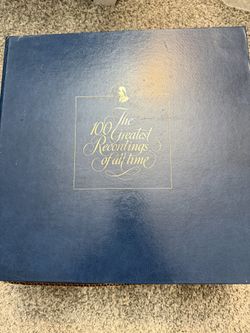 The
100 Greatest
Recordings
of all time